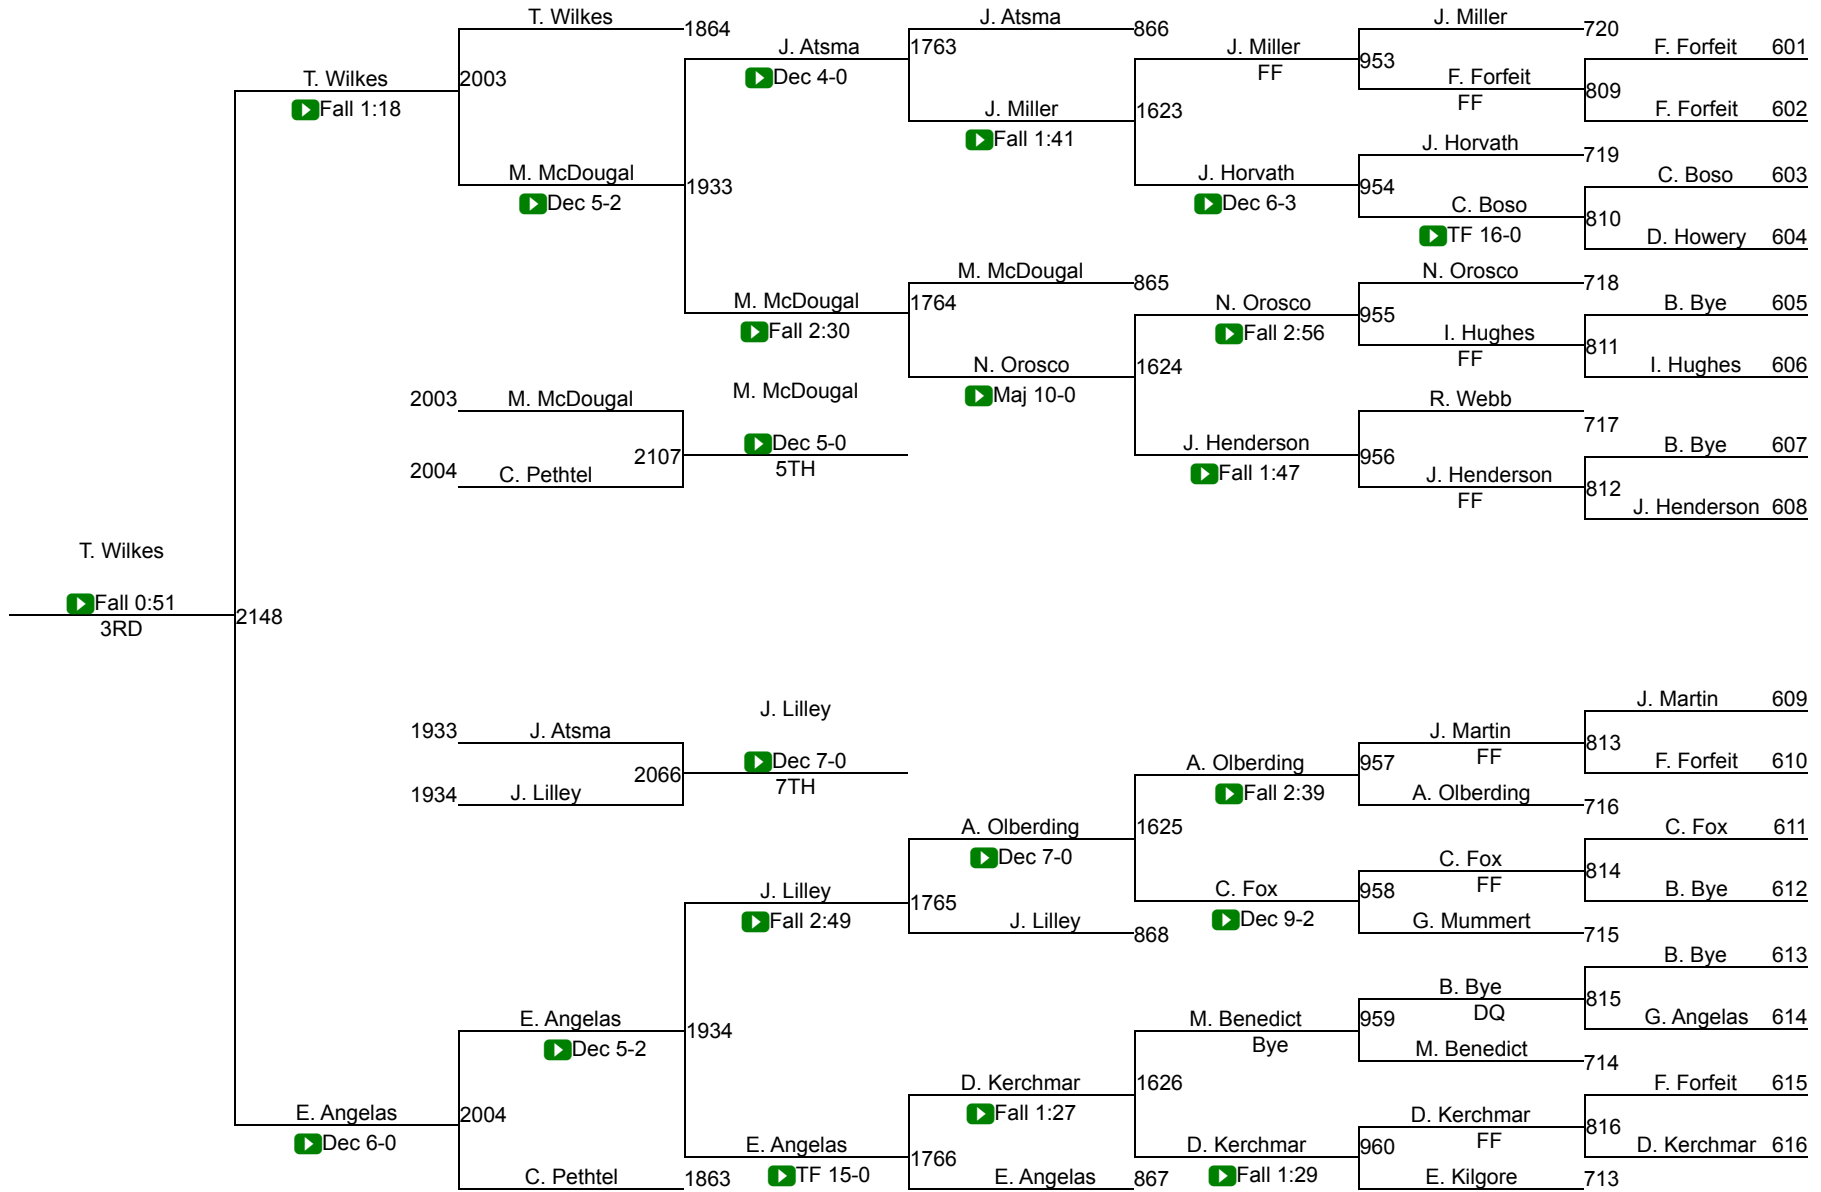 T. Wilkes
1864
J. Atsma
866
J. Miller
720
F. Forfeit 601
T. Wilkes
Fall 1:18
2003
J. Atsma
Dec 4-0
1763
J. Miller
FF
953
F. Forfeit
FF
809
F. Forfeit 602
J. Miller
Fall 1:41
1623
J. Horvath
719
C. Boso 603
M. McDougal
Dec 5-2
1933
J. Horvath
Dec 6-3
954
C. Boso
TF 16-0
810
D. Howery 604
M. McDougal
865
N. Orosco
718
B. Bye 605
M. McDougal
Fall 2:30
1764
N. Orosco
Fall 2:56
955
I. Hughes
FF
811
I. Hughes 606
N. Orosco
Maj 10-0
1624
2003
M. McDougal
M. McDougal
R. Webb
717
B. Bye 607
2107
Dec 5-0
5TH
J. Henderson
Fall 1:47
956
2004
C. Pethtel
J. Henderson
FF
812
J. Henderson 608
T. Wilkes
Fall 0:51
3RD
2148
J. Martin 609
1933
J. Atsma
J. Lilley
J. Martin
FF
813
F. Forfeit 610
2066
Dec 7-0
7TH
A. Olberding
Fall 2:39
957
1934
J. Lilley
A. Olberding
716
A. Olberding
Dec 7-0
1625
C. Fox 611
C. Fox
FF
814
B. Bye 612
J. Lilley
Fall 2:49
1765
C. Fox
Dec 9-2
958
J. Lilley
868
G. Mummert
715
B. Bye 613
E. Angelas
Dec 5-2
1934
M. Benedict
Bye
959
B. Bye
DQ
815
G. Angelas 614
M. Benedict
714
D. Kerchmar
Fall 1:27
1626
F. Forfeit 615
E. Angelas
Dec 6-0
2004
D. Kerchmar
FF
816
D. Kerchmar 616
E. Angelas
TF 15-0
1766
D. Kerchmar
Fall 1:29
960
C. Pethtel
1863
E. Angelas
867
E. Kilgore
713